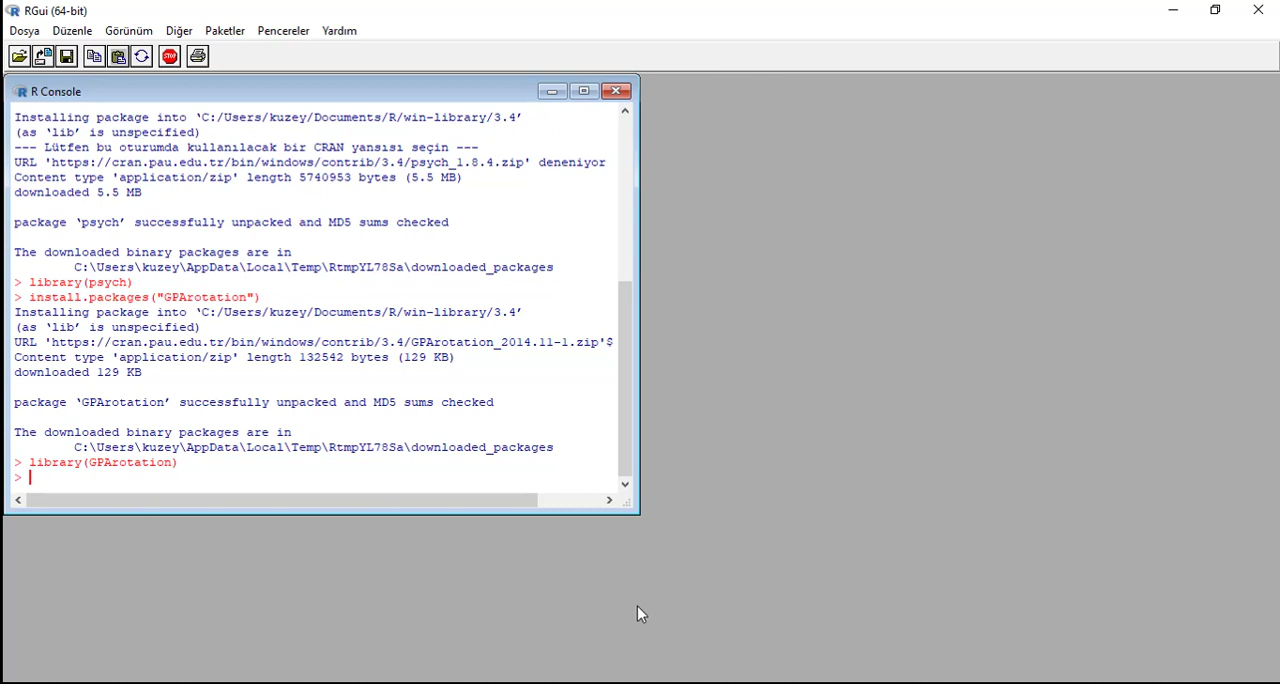 RGui (64-bit)
Dosya Düzenle Görünüm Diğer Paketler Pencereler Yardım
STOP
R Console
Installing package into ‘C:/Users/kuzey/Documents/R/win-library/3.4’
(as ‘lib’ is unspecified)
--- Lütfen bu oturumda kullanılacak bir CRAN yansısı seçin ---
URL 'https://cran.pau.edu.tr/bin/windows/contrib/3.4/psych_1.8.4.zip' deneniyor
Content type 'application/zip' length 5740953 bytes (5.5 MB)
downloaded 5.5 MB
package ‘psych’ successfully unpacked and MD5 sums checked
The downloaded binary packages are in
C:\Users\kuzey\AppData\Local\Temp\RtmpYL78Sa\downloaded_packages
> library(psych)
> install.packages("GPArotation")
Installing package into ‘C:/Users/kuzey/Documents/R/win-library/3.4’
(as ‘lib’ is unspecified)
URL 'https://cran.pau.edu.tr/bin/windows/contrib/3.4/GPArotation_2014.11-1.zip'$
Content type 'application/zip' length 132542 bytes (129 KB)
downloaded 129 KB
package ‘GPArotation’ successfully unpacked and MD5 sums checked
The downloaded binary packages are in
C:\Users\kuzey\AppData\Local\Temp\RtmpYL78Sa\downloaded_packages
> library(GPArotation)
>